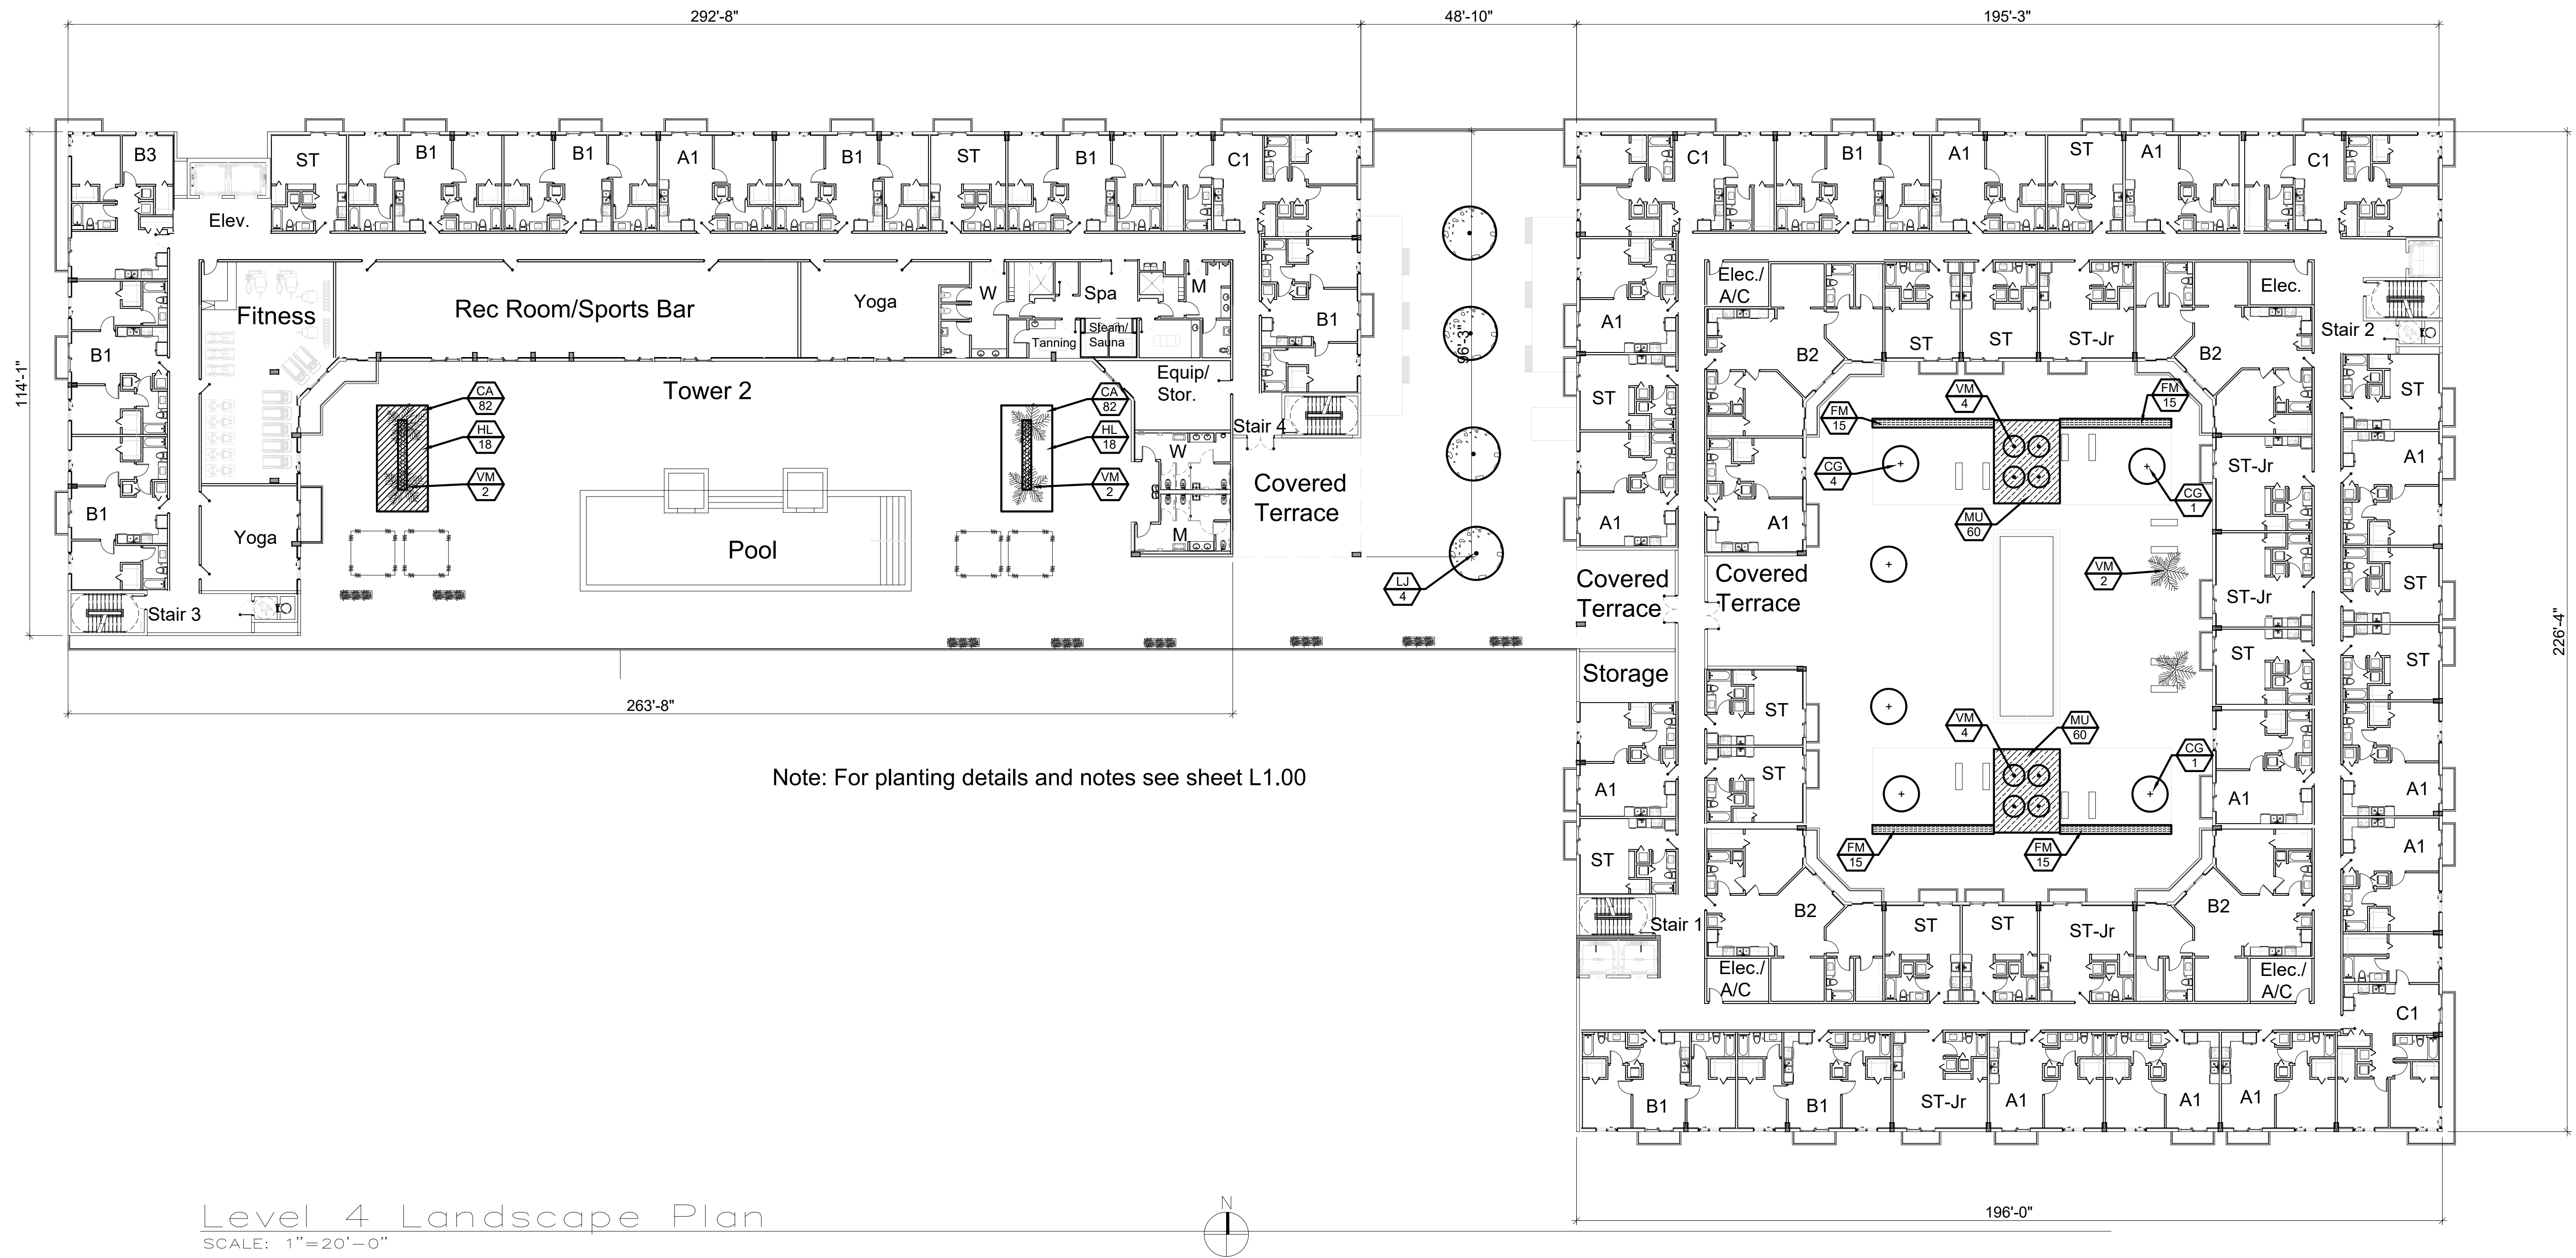 292'-8"
48'-10"
195'-3"
B3
ST
B1
B1
A1
B1
ST
B1
C1
C1
B1
A1
ST
A1
C1
Elev.
114'-1"
Fitness
Rec Room/Sports Bar
Yoga
W
Spa
M
Tanning
Steam/
Sauna
B1
B1
B1
Yoga
Stair 3
Tower 2
Equip/
Stor.
Stair 4
W
M
CA
82
HL
18
VM
2
CA
82
HL
18
VM
2
Pool
Covered
Terrace
96'-3"
LJ
4
263'-8"
Note: For planting details and notes see sheet L1.00
A1
ST
A1
Covered
Terrace
Storage
A1
ST
Stair 1
Elec./
A/C
B2
ST
ST
ST-Jr
B2
Elec.
Stair 2
A1
Covered
Terrace
ST
ST
FM
15
VM
4
FM
15
CG
4
CG
1
MU
60
VM
2
VM
4
MU
60
CG
1
FM
15
FM
15
ST-Jr
ST-Jr
ST
A1
ST
A1
ST
ST
A1
A1
C1
B2
ST
ST
ST-Jr
B2
Elec./
A/C
Elec./
A/C
B1
B1
ST-Jr
A1
A1
A1
226'-4"
196'-0"
Level 4 Landscape Plan
SCALE: 1"=20'-0"
N